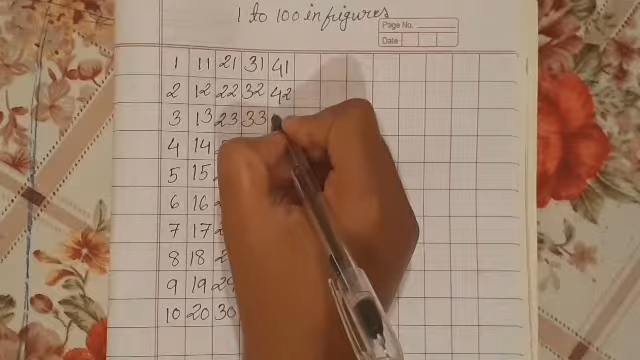 1 to 100 in figures
Page No.
Date
1 11 21 31 41
2 12 22 32 42
3 13 23 33
4 14
5 15
6 16
7 17
8 18
9 19 29
10 20 30